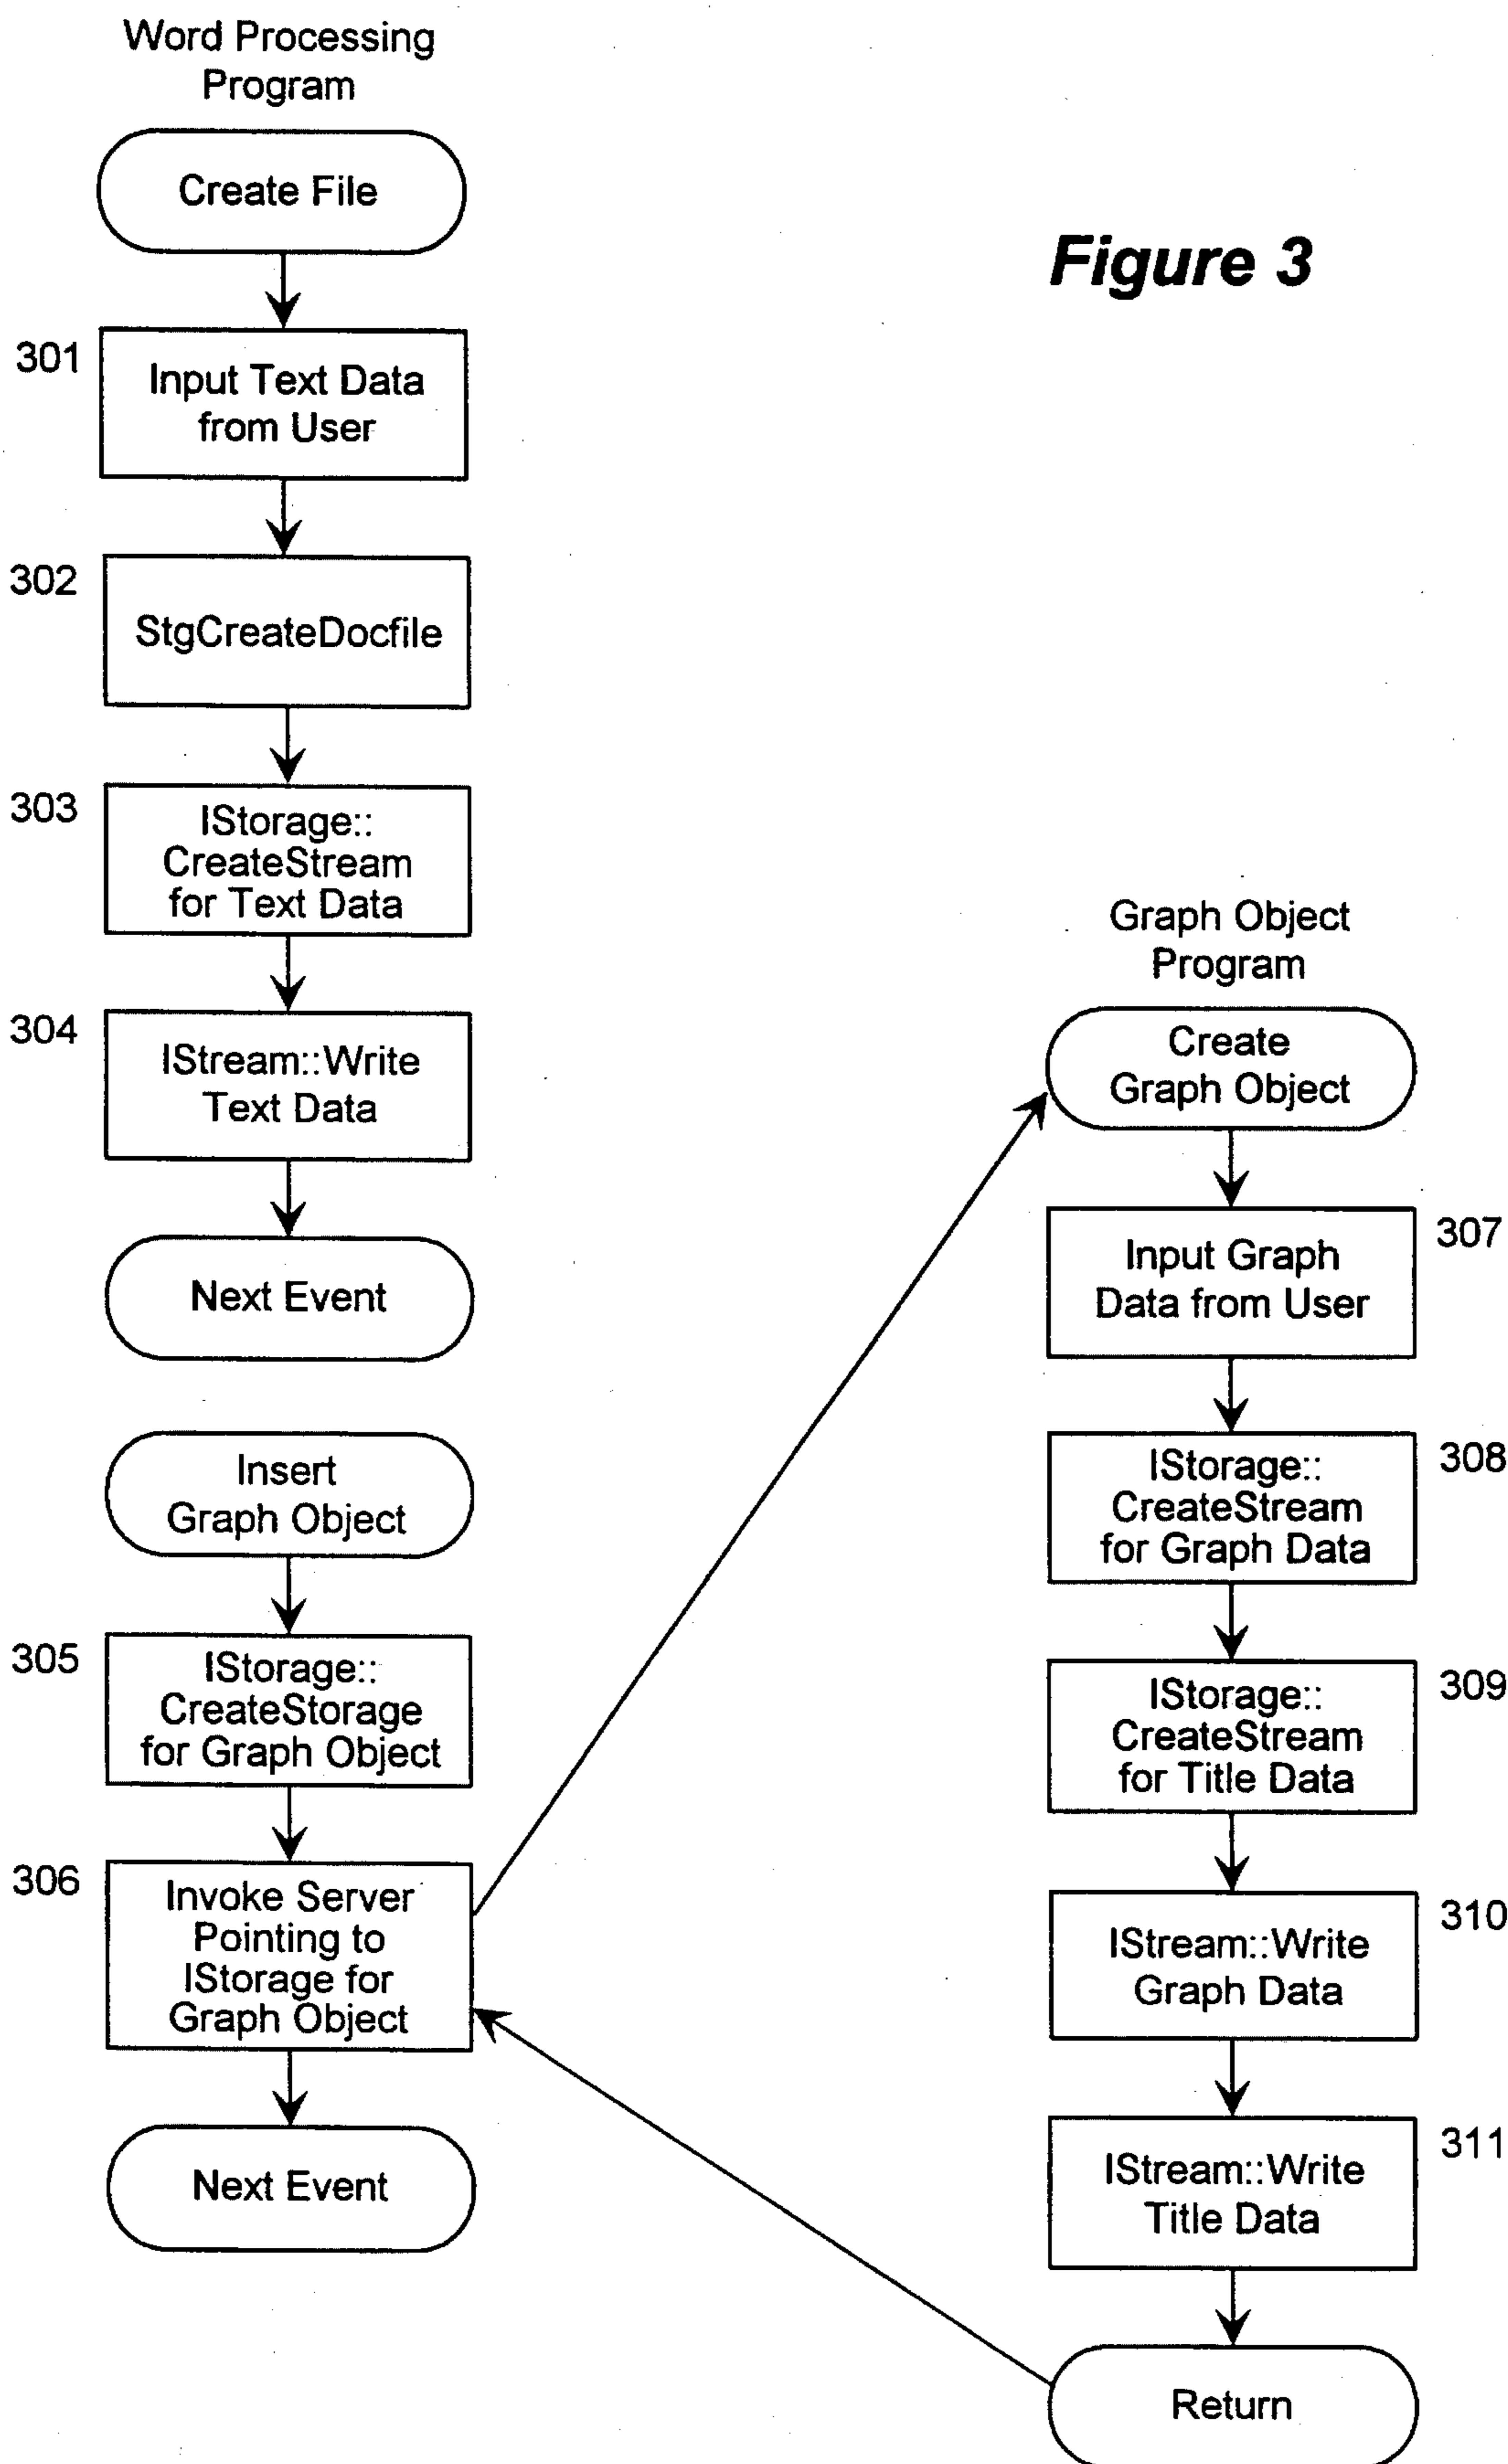 Word Processing
Program
Create File
Figure 3
301
Input Text Data
from User
302
StgCreateDocfile
303
IStorage::
CreateStream
for Text Data
304
IStream::Write
Text Data
Next Event
Insert
Graph Object
305
IStorage::
CreateStorage
for Graph Object
306
Invoke Server
Pointing to
IStorage for
Graph Object
Next Event
Graph Object
Program
Create
Graph Object
307
Input Graph
Data from User
308
IStorage::
CreateStream
for Graph Data
309
IStorage::
CreateStream
for Title Data
310
IStream::Write
Graph Data
311
IStream::Write
Title Data
Return